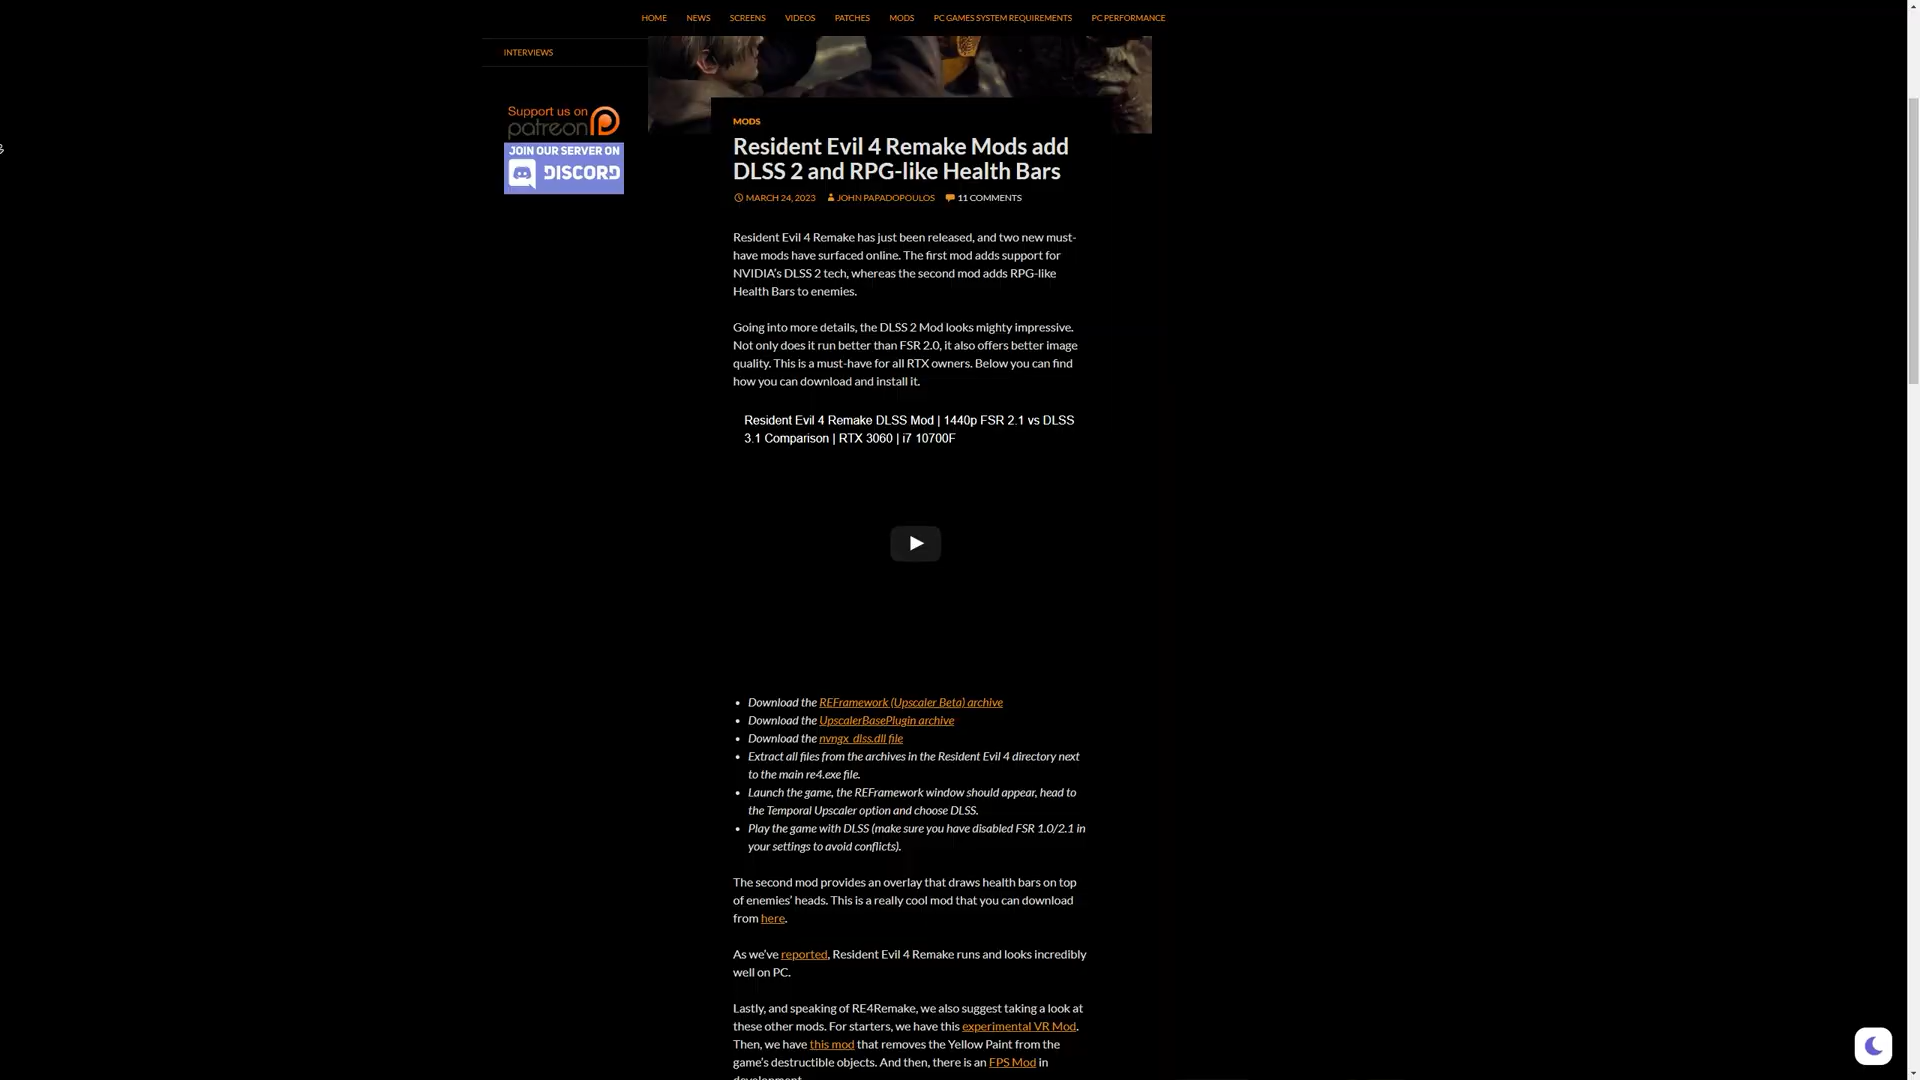 HOME NEWS SCREENS VIDEOS PATCHES MODS PC GAMES SYSTEM REQUIREMENTS PC PERFORMANCE
INTERVIEWS
Support us on
patreon
JOIN OUR SERVER ON
DISCORD
MODS
Resident Evil 4 Remake Mods add
DLSS 2 and RPG-like Health Bars
MARCH 24, 2023 JOHN PAPADOPOULOS 11 COMMENTS
Resident Evil 4 Remake has just been released, and two new must-
have mods have surfaced online. The first mod adds support for
NVIDIA's DLSS 2 tech, whereas the second mod adds RPG-like
Health Bars to enemies.
Going into more details, the DLSS 2 Mod looks mighty impressive.
Not only does it run better than FSR 2.0, it also offers better image
quality. This is a must-have for all RTX owners. Below you can find
how you can download and install it.
Resident Evil 4 Remake DLSS Mod | 1440p FSR 2.1 vs DLSS
3.1 Comparison | RTX 3060 | i7 10700F
• Download the REFramework (Upscaler Beta) archive
• Download the UpscalerBasePlugin archive
• Download the nvngx_dlss.dll file
• Extract all files from the archives in the Resident Evil 4 directory next
to the main re4.exe file.
• Launch the game, the REFramework window should appear, head to
the Temporal Upscaler option and choose DLSS.
• Play the game with DLSS (make sure you have disabled FSR 1.0/2.1 in
your settings to avoid conflicts).
The second mod provides an overlay that draws health bars on top
of enemies' heads. This is a really cool mod that you can download
from here.
As we've reported, Resident Evil 4 Remake runs and looks incredibly
well on PC.
Lastly, and speaking of RE4Remake, we also suggest taking a look at
these other mods. For starters, we have this experimental VR Mod.
Then, we have this mod that removes the Yellow Paint from the
game's destructible objects. And then, there is an FPS Mod in
development.